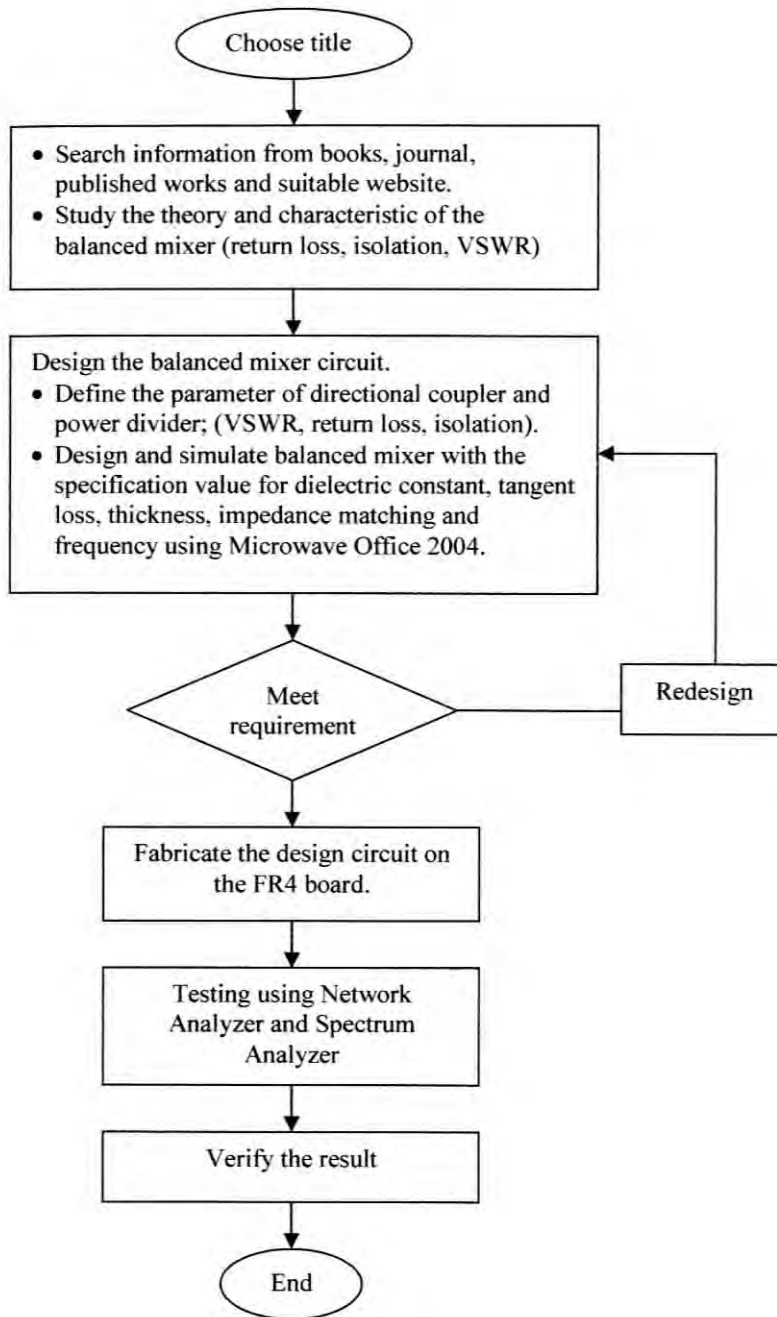 Choose title
• Search information from books, journal,
published works and suitable website.
• Study the theory and characteristic of the
balanced mixer (return loss, isolation, VSWR)
Design the balanced mixer circuit.
• Define the parameter of directional coupler and
power divider; (VSWR, return loss, isolation).
• Design and simulate balanced mixer with the
specification value for dielectric constant, tangent
loss, thickness, impedance matching and
frequency using Microwave Office 2004.
Meet
requirement
Redesign
Fabricate the design circuit on
the FR4 board.
Testing using Network
Analyzer and Spectrum
Analyzer
Verify the result
End